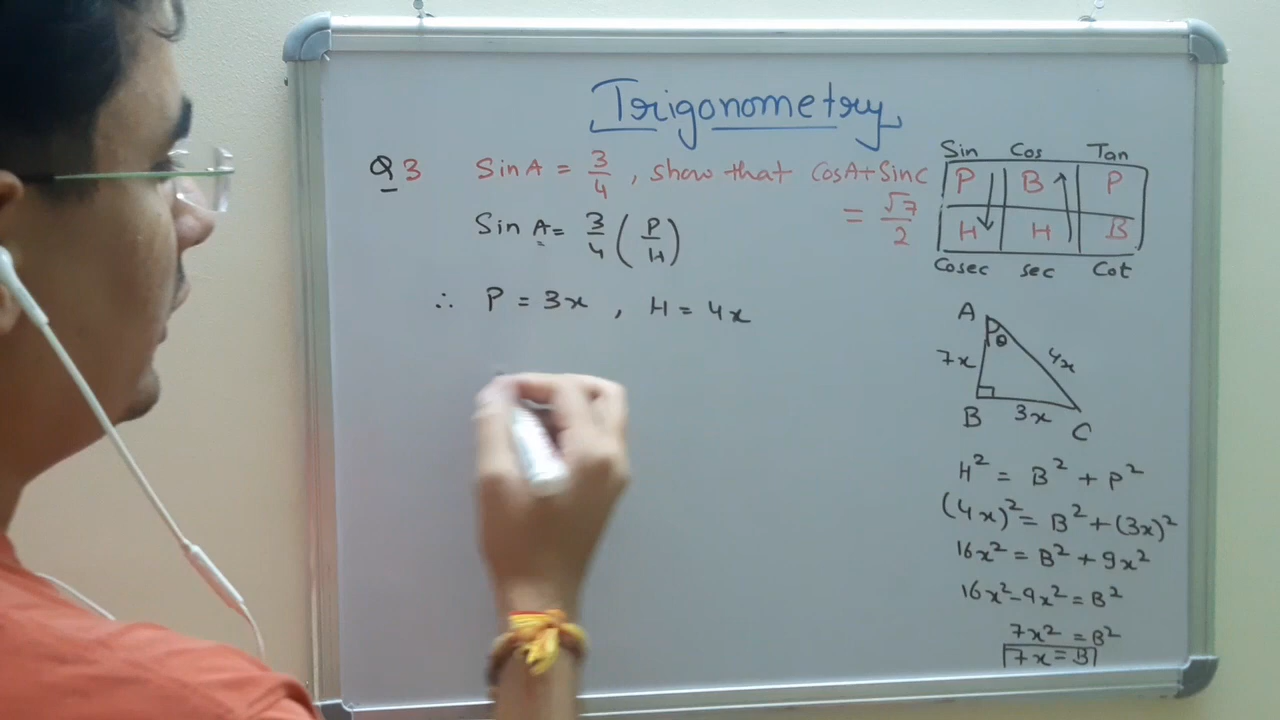 Trigonometry
Q 3 Sin A = 3/4 , show that CosA + SinC = √7/2
Sin A = 3/4 (P/H)
∴ P = 3x , H = 4x
Sin Cos Tan
P B P
H H B
Cosec sec Cot
A
θ
7x 4x
B 3x C
H² = B² + P²
(4x)² = B² + (3x)²
16x² = B² + 9x²
16x² - 9x² = B²
7x² = B²
7x = B